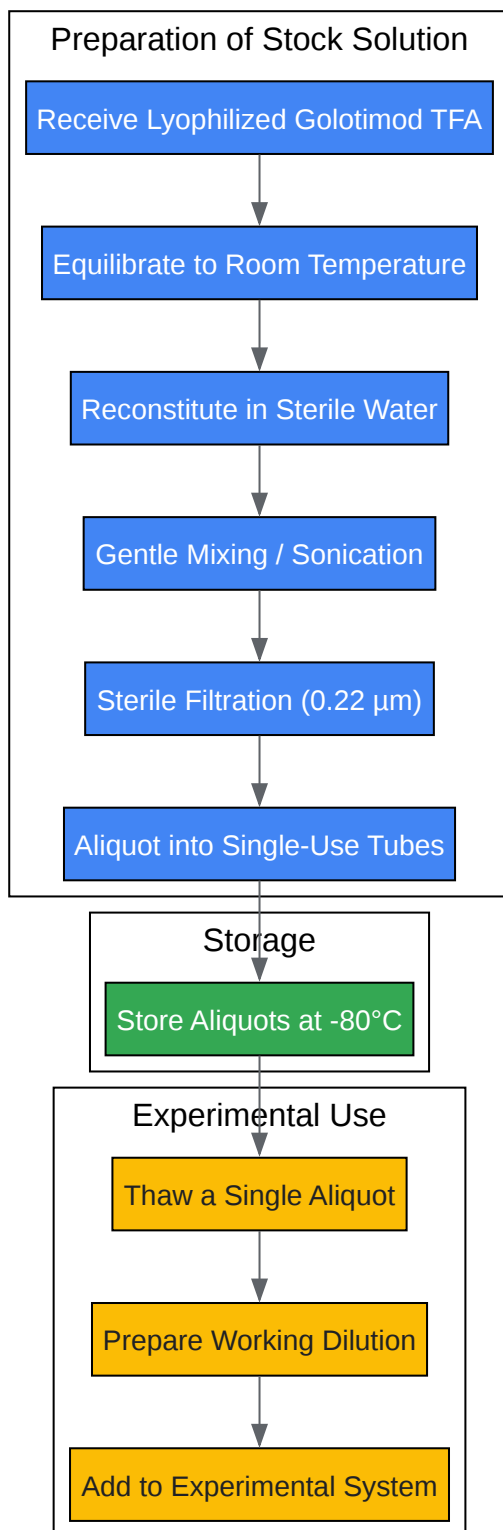 Preparation of Stock Solution
Receive Lyophilized Golotimod TFA
Equilibrate to Room Temperature
Reconstitute in Sterile Water
Gentle Mixing / Sonication
Sterile Filtration (0.22 µm)
Aliquot into Single-Use Tubes
Storage
Store Aliquots at -80°C
Experimental Use
Thaw a Single Aliquot
Prepare Working Dilution
Add to Experimental System